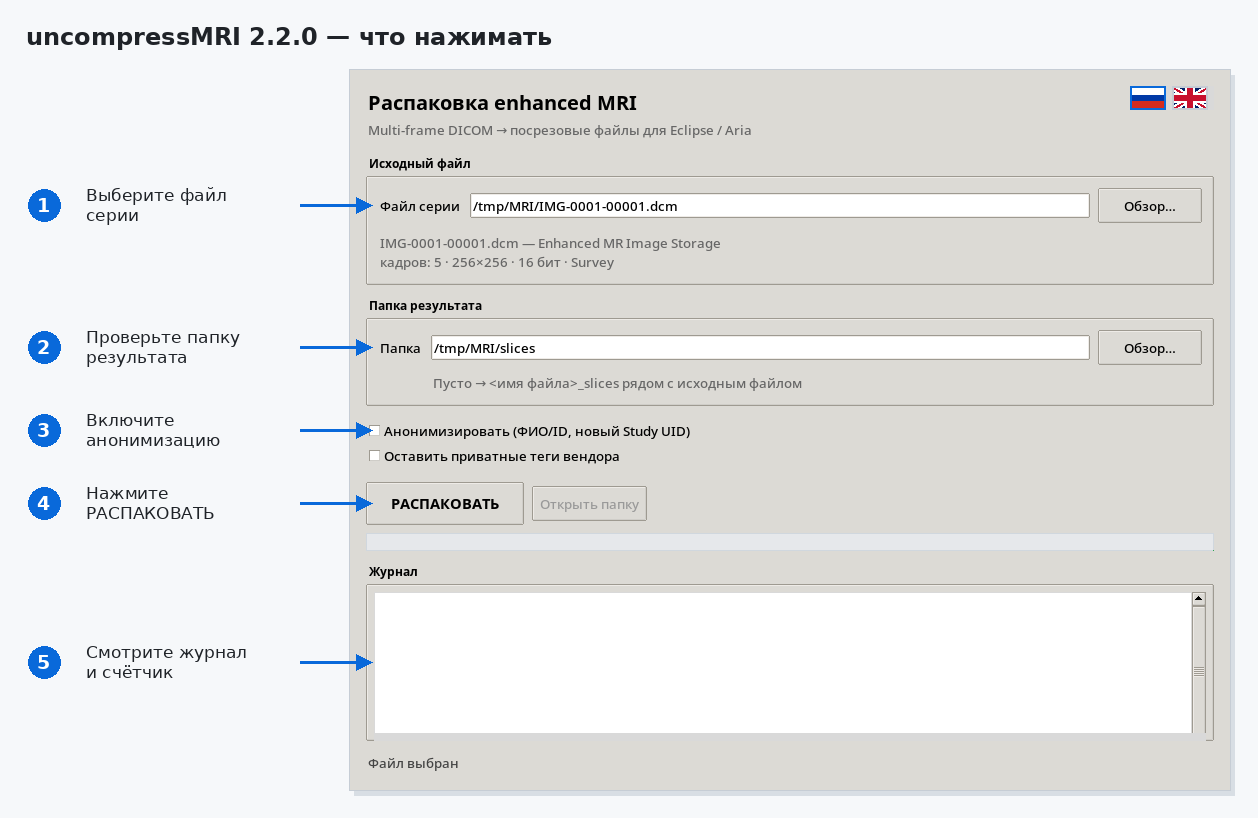 uncompressMRI 2.2.0 — что нажимать
Распаковка enhanced MRI
Multi-frame DICOM → посрезовые файлы для Eclipse / Aria
1
Выберите файл
серии
Исходный файл
Файл серии
/tmp/MRI/IMG-0001-00001.dcm
Обзор...
IMG-0001-00001.dcm — Enhanced MR Image Storage
кадров: 5 · 256×256 · 16 бит · Survey
2
Проверьте папку
результата
Папка результата
Папка
/tmp/MRI/slices
Обзор...
Пусто → <имя файла>_slices рядом с исходным файлом
3
Включите
анонимизацию
Анонимизировать (ФИО/ID, новый Study UID)
Оставить приватные теги вендора
4
Нажмите
РАСПАКОВАТЬ
РАСПАКОВАТЬ
Открыть папку
Журнал
5
Смотрите журнал
и счётчик
Файл выбран